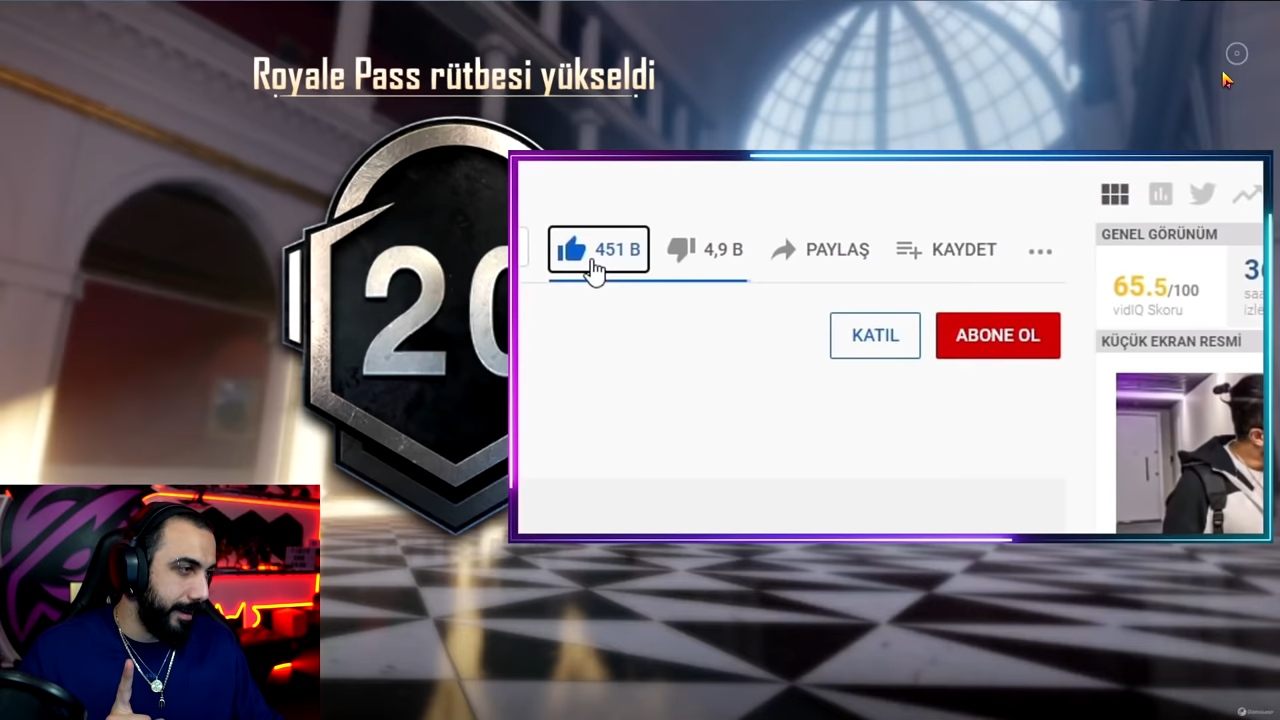 Royale Pass rütbesi yükseldi
20
451 B
4,9 B
PAYLAŞ
KAYDET
KATIL
ABONE OL
GENEL GÖRÜNÜM
65.5/100
vidIQ Skoru
KÜÇÜK EKRAN RESMİ